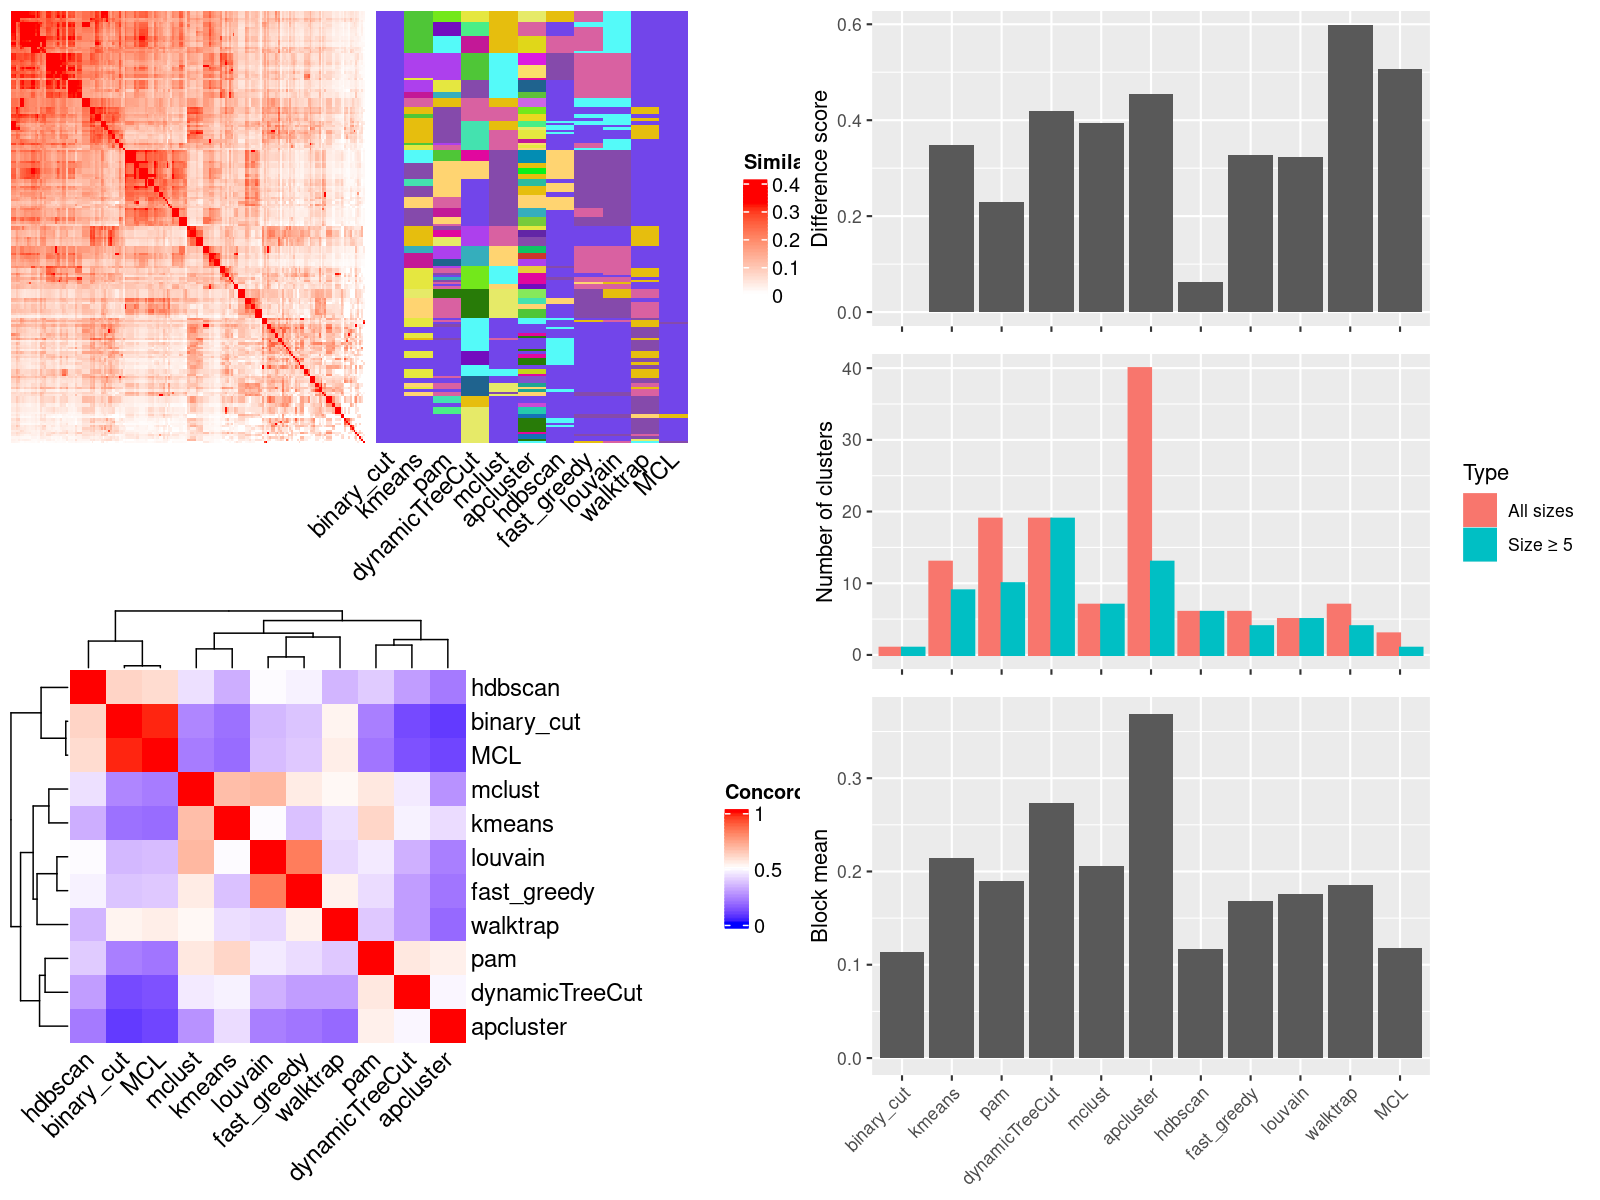 Simila
0.4
0.3
0.2
0.1
0
binary_cut
kmeans
pam
dynamicTreeCut
mclust
apcluster
hdbscan
fast_greedy
louvain
walktrap
MCL
Difference score
0.6
0.4
0.2
0.0
Number of clusters
40
30
20
10
0
Type
All sizes
Size ≥ 5
Block mean
0.3
0.2
0.1
0.0
binary_cut
kmeans
pam
dynamicTreeCut
mclust
apcluster
hdbscan
fast_greedy
louvain
walktrap
MCL
hdbscan
binary_cut
MCL
mclust
kmeans
louvain
fast_greedy
walktrap
pam
dynamicTreeCut
apcluster
hdbscan
binary_cut
MCL
mclust
kmeans
louvain
fast_greedy
walktrap
pam
dynamicTreeCut
apcluster
Concord
1
0.5
0